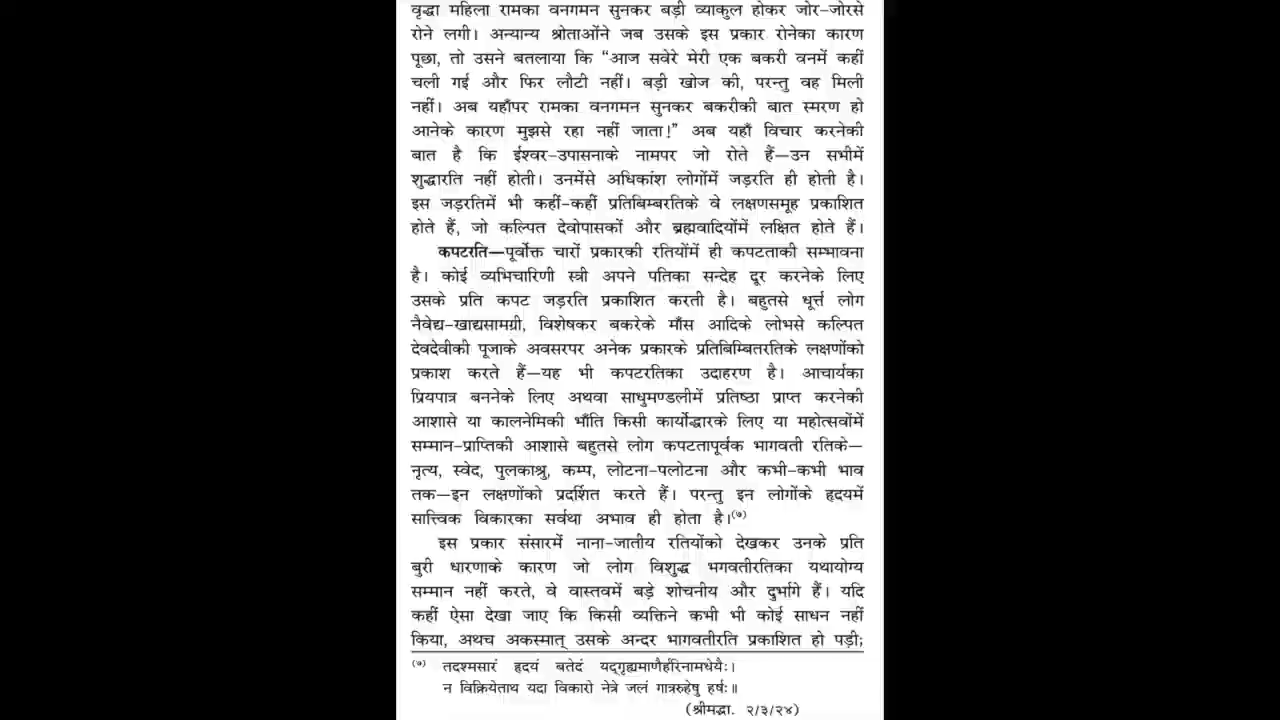 वृद्धा महिला रामका वनगमन सुनकर बड़ी व्याकुल होकर जोर-जोरसे
रोने लगी। अन्यान्य श्रोताओंने जब उसके इस प्रकार रोनेका कारण
पूछा, तो उसने बतलाया कि “आज सवेरे मेरी एक बकरी वनमें कहीं
चली गई और फिर लौटी नहीं। बड़ी खोज की, परन्तु वह मिली
नहीं। अब यहाँपर रामका वनगमन सुनकर बकरीकी बात स्मरण हो
आनेके कारण मुझसे रहा नहीं जाता!” अब यहाँ विचार करनेकी
बात है कि ईश्वर-उपासनाके नामपर जो रोते हैं—उन सभीमें
शुद्धारति नहीं होती। उनमेंसे अधिकांश लोगोंमें जड़रति ही होती है।
इस जड़रतिमें भी कहीं-कहीं प्रतिबिम्बरतिके वे लक्षणसमूह प्रकाशित
होते हैं, जो कल्पित देवोपासकों और ब्रह्मवादियोंमें लक्षित होते हैं।
कपटरति—पूर्वोक्त चारों प्रकारकी रतियोंमें ही कपटताकी सम्भावना
है। कोई व्यभिचारिणी स्त्री अपने पतिका सन्देह दूर करनेके लिए
उसके प्रति कपट जड़रति प्रकाशित करती है। बहुतसे धूर्त्त लोग
नैवेद्य-खाद्यसामग्री, विशेषकर बकरेके माँस आदिके लोभसे कल्पित
देवदेवीकी पूजाके अवसरपर अनेक प्रकारके प्रतिबिम्बितरतिके लक्षणोंको
प्रकाश करते हैं—यह भी कपटरतिका उदाहरण है। आचार्यका
प्रियपात्र बननेके लिए अथवा साधुमण्डलीमें प्रतिष्ठा प्राप्त करनेकी
आशासे या कालनेमिकी भाँति किसी कार्योद्धारके लिए या महोत्सवोंमें
सम्मान-प्राप्तिकी आशासे बहुतसे लोग कपटतापूर्वक भागवती रतिके—
नृत्य, स्वेद, पुलकाश्रु, कम्प, लोटना-पलोटना और कभी-कभी भाव
तक—इन लक्षणोंको प्रदर्शित करते हैं। परन्तु इन लोगोंके हृदयमें
सात्त्विक विकारका सर्वथा अभाव ही होता है।(७)
इस प्रकार संसारमें नाना-जातीय रतियोंको देखकर उनके प्रति
बुरी धारणाके कारण जो लोग विशुद्ध भगवतीरतिका यथायोग्य
सम्मान नहीं करते, वे वास्तवमें बड़े शोचनीय और दुर्भागे हैं। यदि
कहीं ऐसा देखा जाए कि किसी व्यक्तिने कभी भी कोई साधन नहीं
किया, अथच अकस्मात् उसके अन्दर भागवतीरति प्रकाशित हो पड़ी;
(७) तदश्मसारं हृदयं बतेदं यद्गृह्यमाणैर्हरिनामधेयैः।
न विक्रियेताथ यदा विकारो नेत्रे जलं गात्ररुहेषु हर्षः॥
(श्रीमद्भा. २/३/२४)